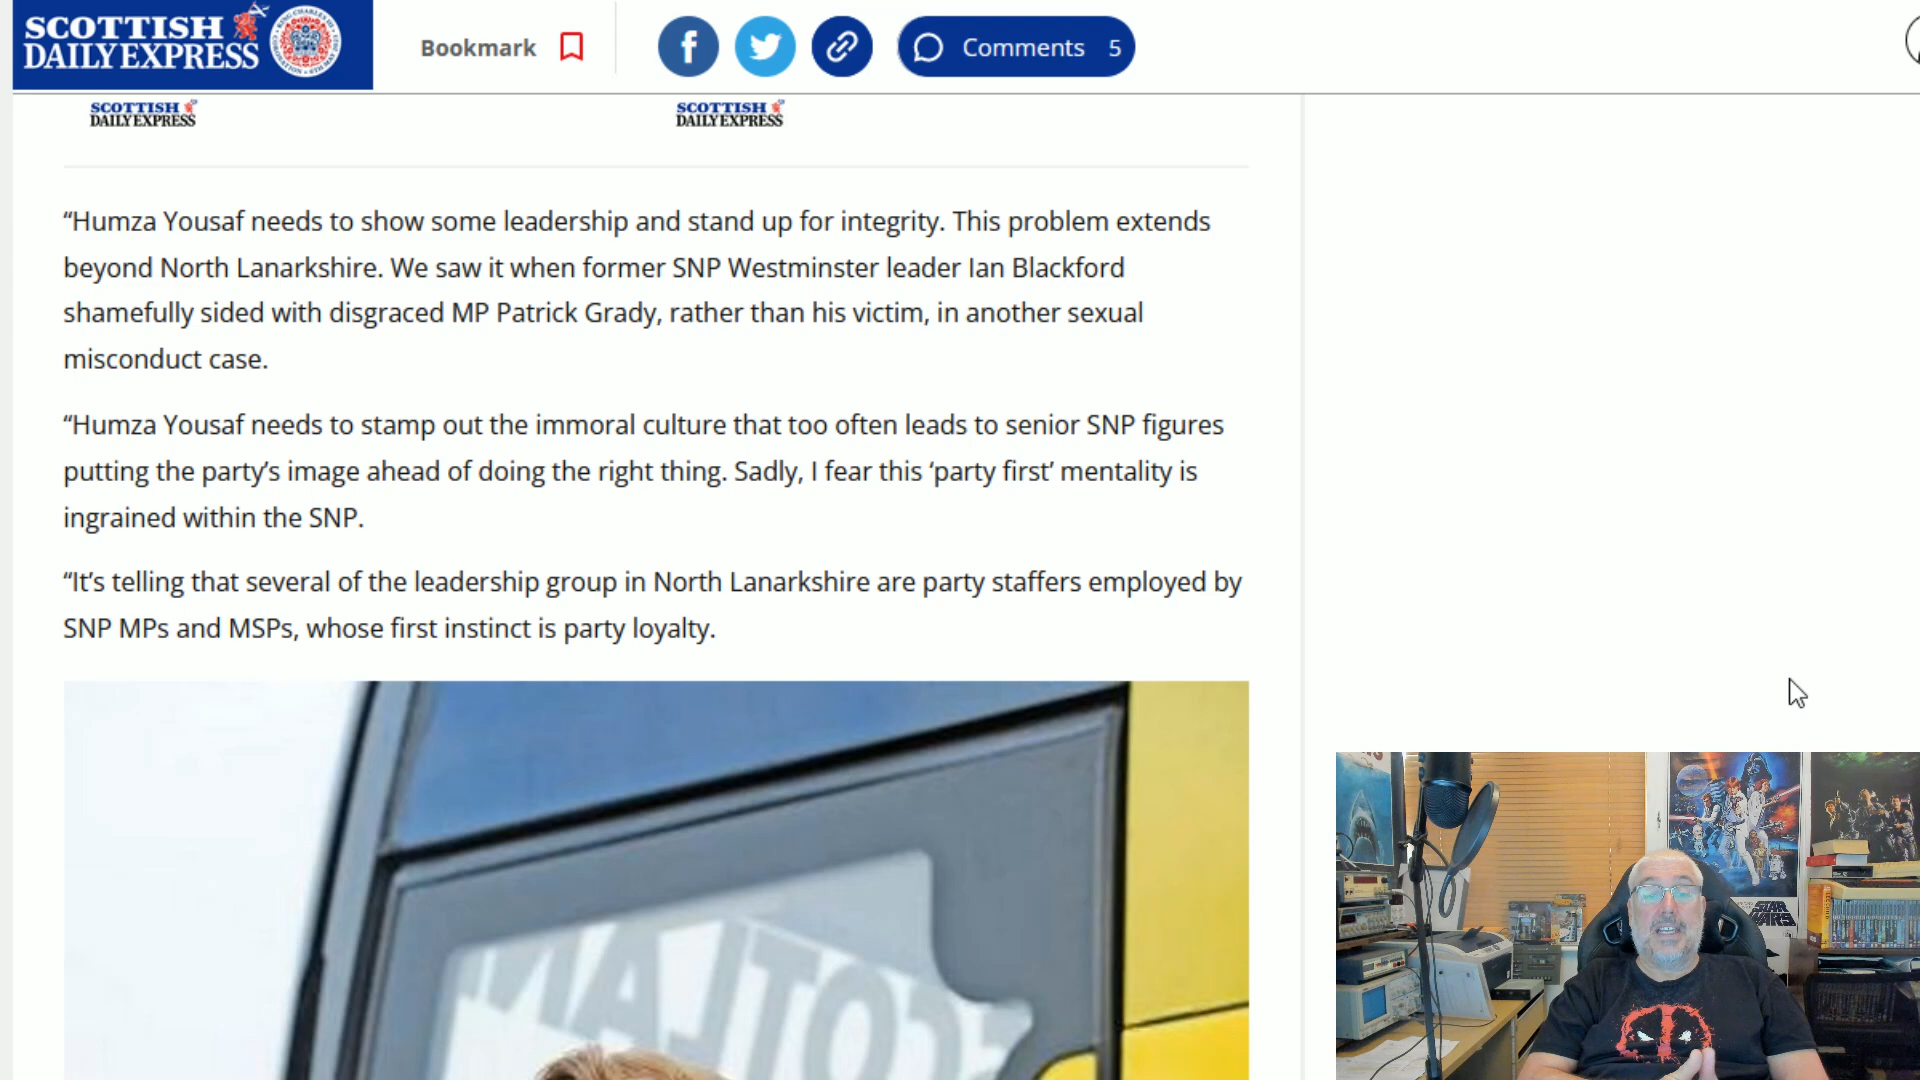 SCOTTISH
DAILY EXPRESS
Bookmark
Comments 5
SCOTTISH
DAILY EXPRESS
SCOTTISH
DAILY EXPRESS
“Humza Yousaf needs to show some leadership and stand up for integrity. This problem extends
beyond North Lanarkshire. We saw it when former SNP Westminster leader Ian Blackford
shamefully sided with disgraced MP Patrick Grady, rather than his victim, in another sexual
misconduct case.
“Humza Yousaf needs to stamp out the immoral culture that too often leads to senior SNP figures
putting the party’s image ahead of doing the right thing. Sadly, I fear this ‘party first’ mentality is
ingrained within the SNP.
“It’s telling that several of the leadership group in North Lanarkshire are party staffers employed by
SNP MPs and MSPs, whose first instinct is party loyalty.
STAR
WARS